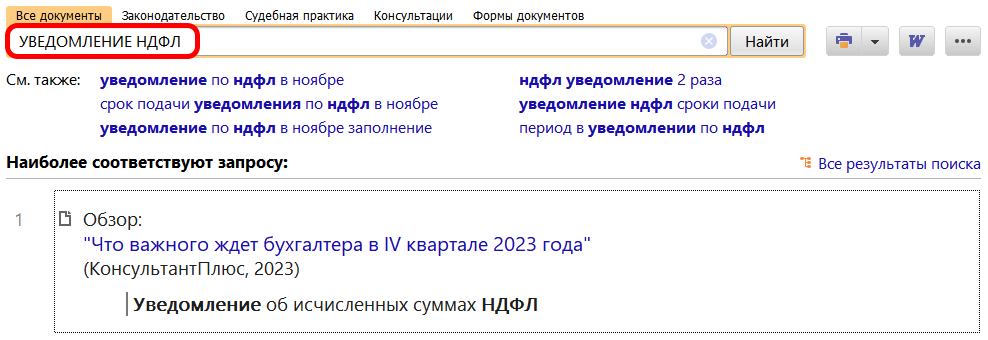 Все документы Законодательство Судебная практика Консультации Формы документов
УВЕДОМЛЕНИЕ НДФЛ Найти W
См. также: уведомление по ндфл в ноябре ндфл уведомление 2 раза
срок подачи уведомления по ндфл в ноябре уведомление ндфл сроки подачи
уведомление по ндфл в ноябре заполнение период в уведомлении по ндфл
Наиболее соответствуют запросу: Все результаты поиска
1 Обзор:
"Что важного ждет бухгалтера в IV квартале 2023 года"
(КонсультантПлюс, 2023)
Уведомление об исчисленных суммах НДФЛ